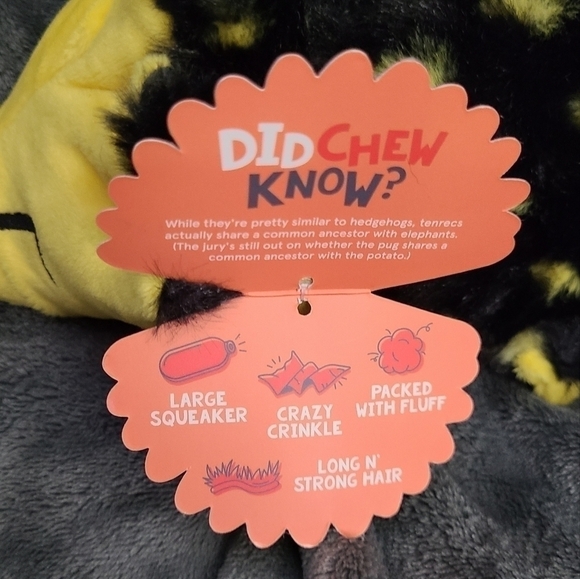 DID CHEW
KNOW?
While they're pretty similar to hedgehogs, tenrecs
actually share a common ancestor with elephants.
(The jury's still out on whether the pug shares a
common ancestor with the potato.)
LARGE
SQUEAKER
CRAZY
CRINKLE
PACKED
WITH FLUFF
LONG N'
STRONG HAIR